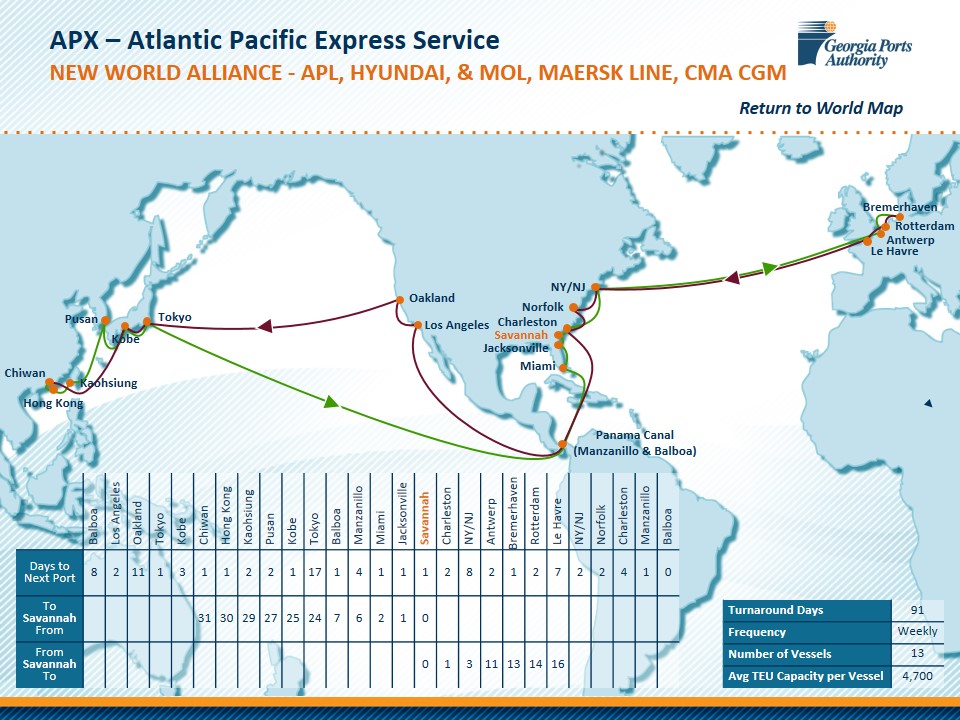 APX – Atlantic Pacific Express Service
NEW WORLD ALLIANCE - APL, HYUNDAI, & MOL, MAERSK LINE, CMA CGM
Georgia Ports
Authority
Return to World Map
Bremerhaven
Rotterdam
Antwerp
Le Havre
NY/NJ
Oakland
Norfolk
Pusan
Tokyo
Charleston
Los Angeles
Savannah
Kobe
Jacksonville
Miami
Chiwan
Kaohsiung
Hong Kong
Panama Canal
(Manzanillo & Balboa)
Balboa Los Angeles Oakland Tokyo Kobe Chiwan Hong Kong Kaohsiung Pusan Kobe Tokyo Balboa Manzanillo Miami Jacksonville Savannah Charleston NY/NJ Antwerp Bremerhaven Rotterdam Le Havre NY/NJ Norfolk Charleston Manzanillo Balboa
Days to
Next Port
8 2 11 1 3 1 1 2 2 1 17 1 4 1 1 1 2 8 2 1 2 7 2 2 4 1 0
To
Savannah
From
31 30 29 27 25 24 7 6 2 1 0
From
Savannah
To
0 1 3 11 13 14 16
Turnaround Days 91
Frequency Weekly
Number of Vessels 13
Avg TEU Capacity per Vessel 4,700